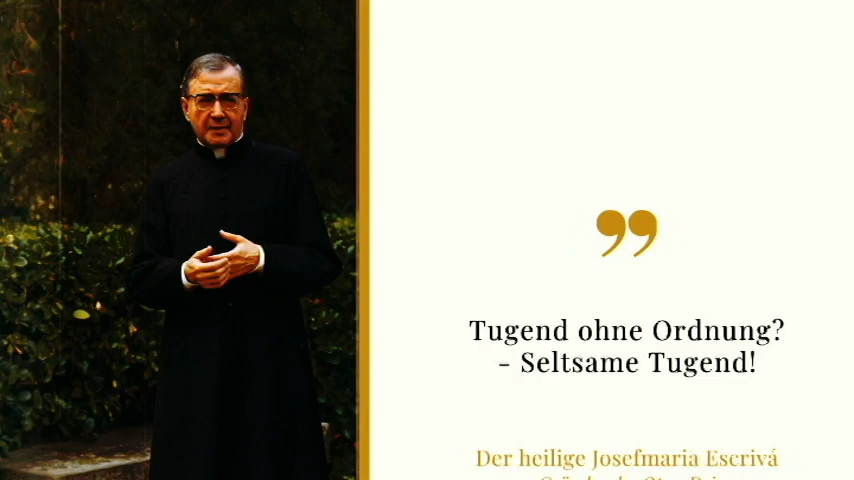 ”
Tugend ohne Ordnung?
- Seltsame Tugend!
Der heilige Josefmaria Escrivá